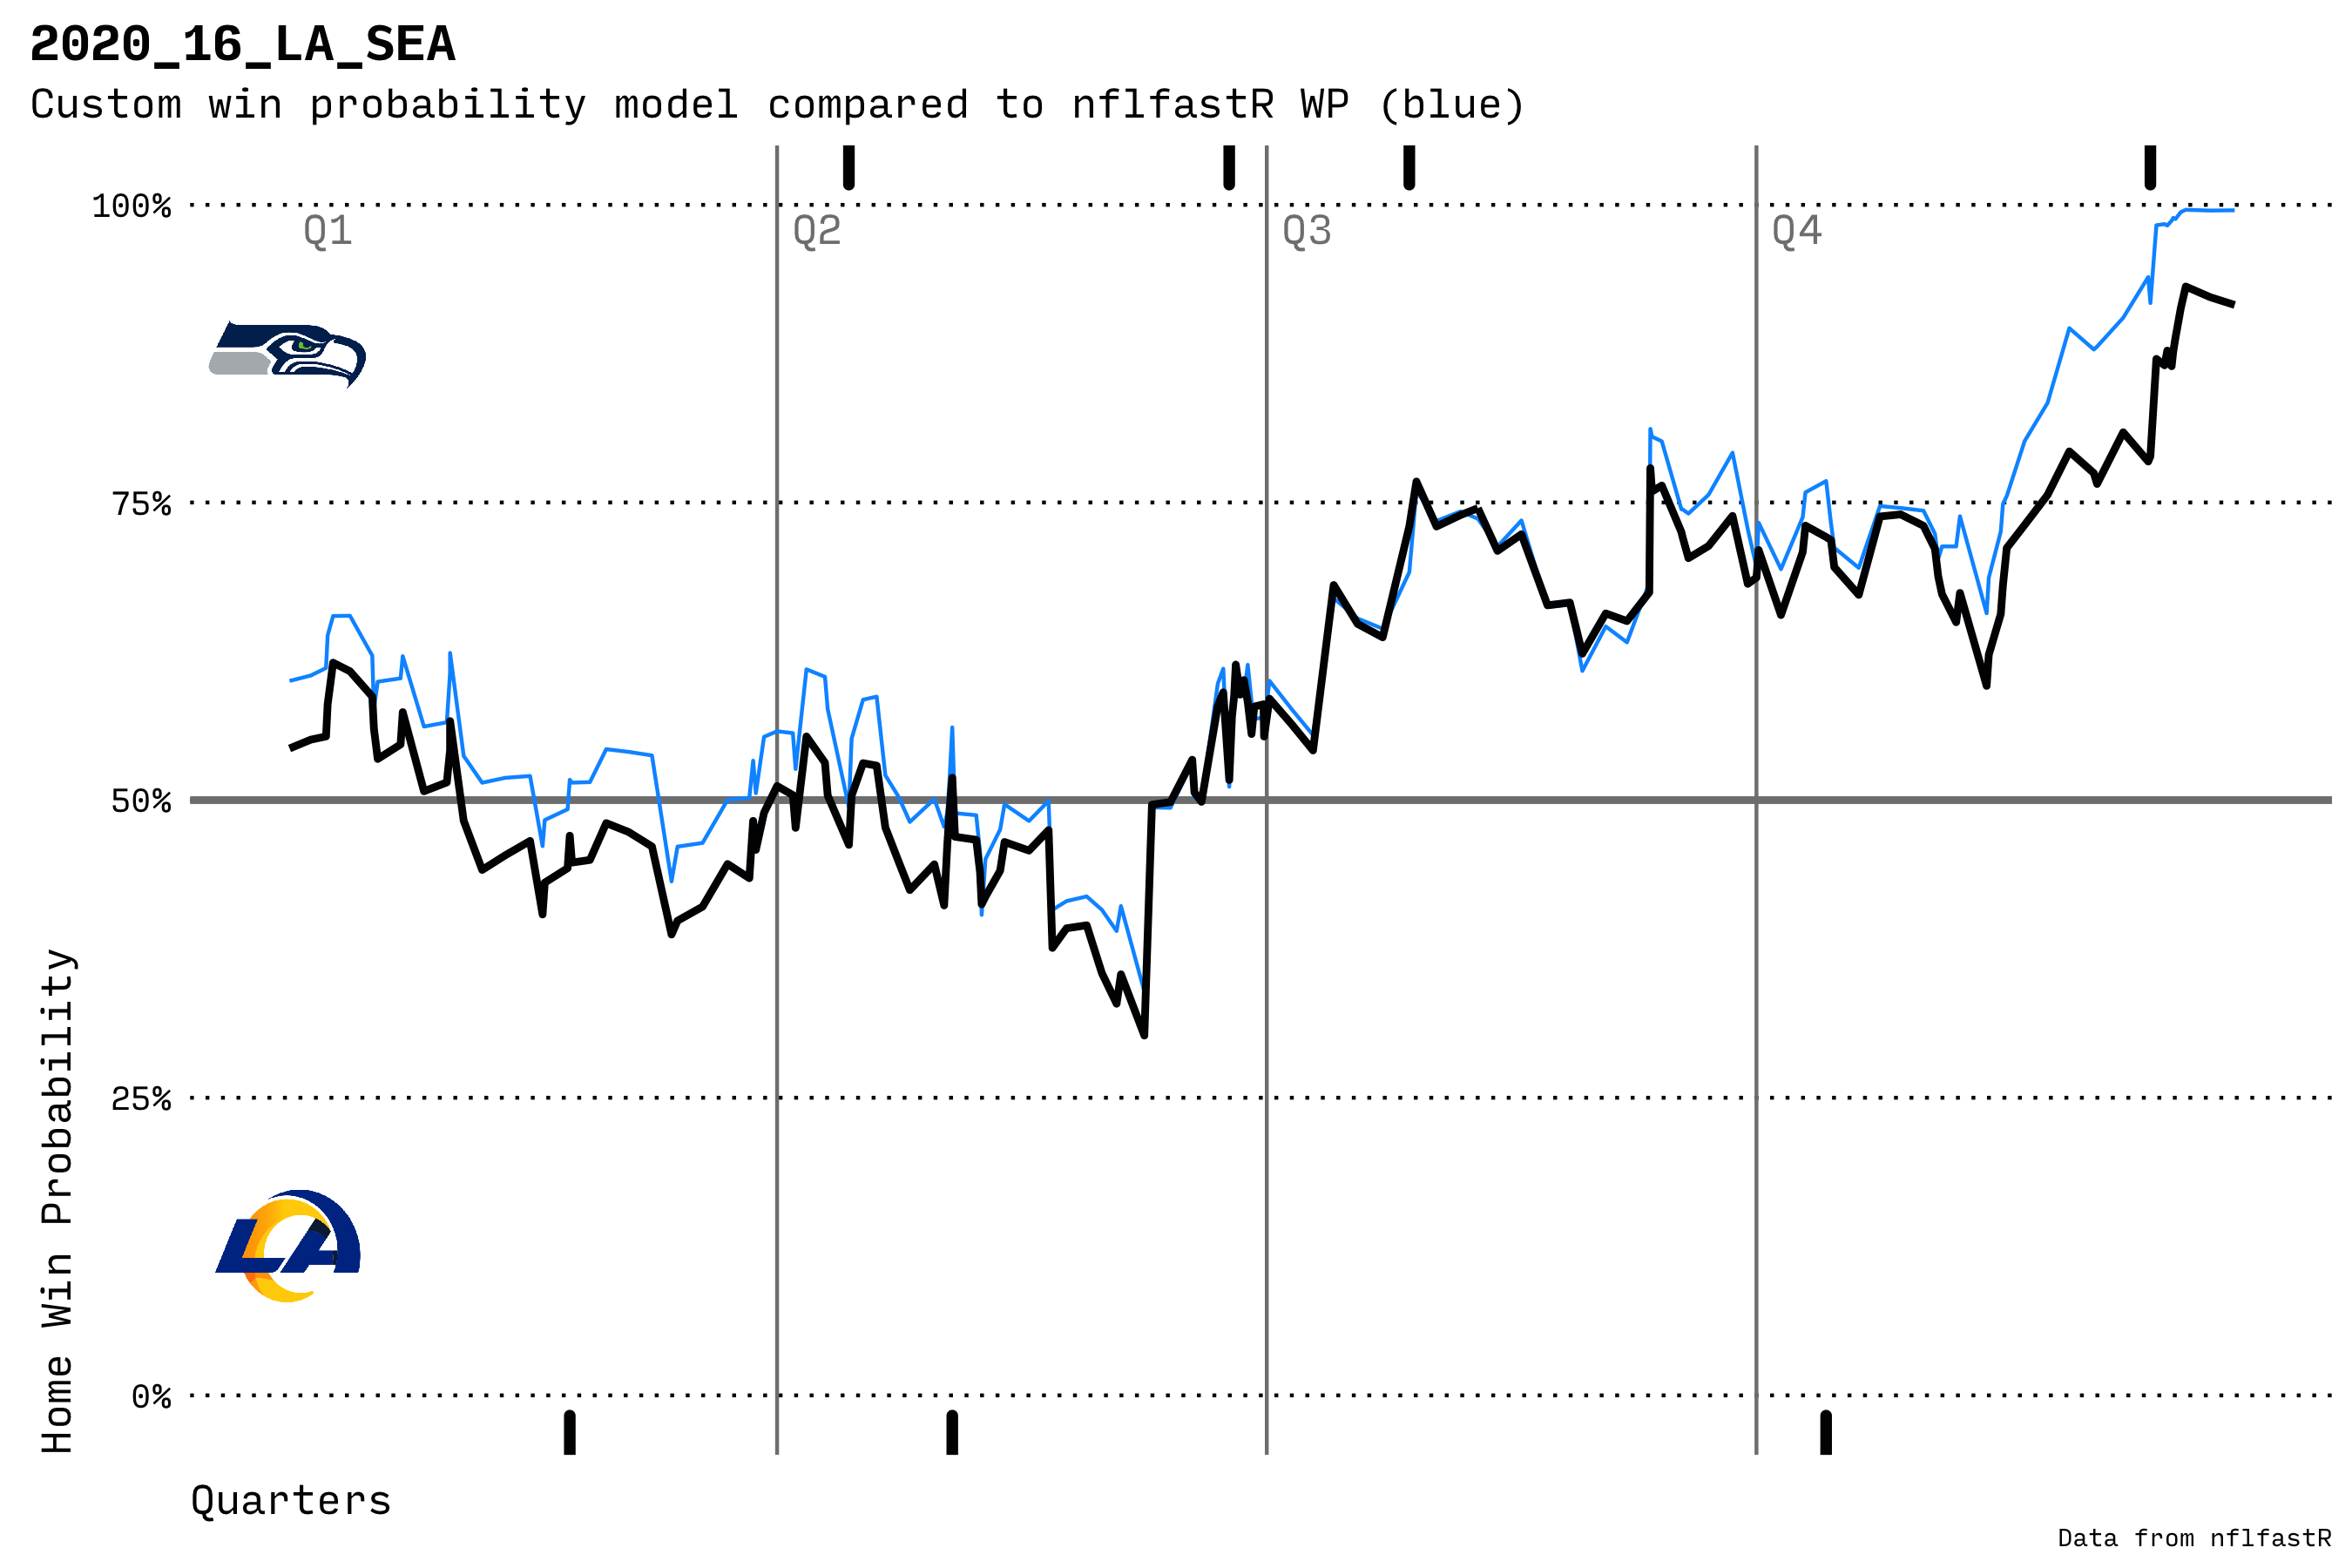 2020_16_LA_SEA
Custom win probability model compared to nflfastR WP (blue)
100%
Q1
Q2
Q3
Q4
75%
50%
25%
0%
Home Win Probability
LA
Quarters
Data from nflfastR